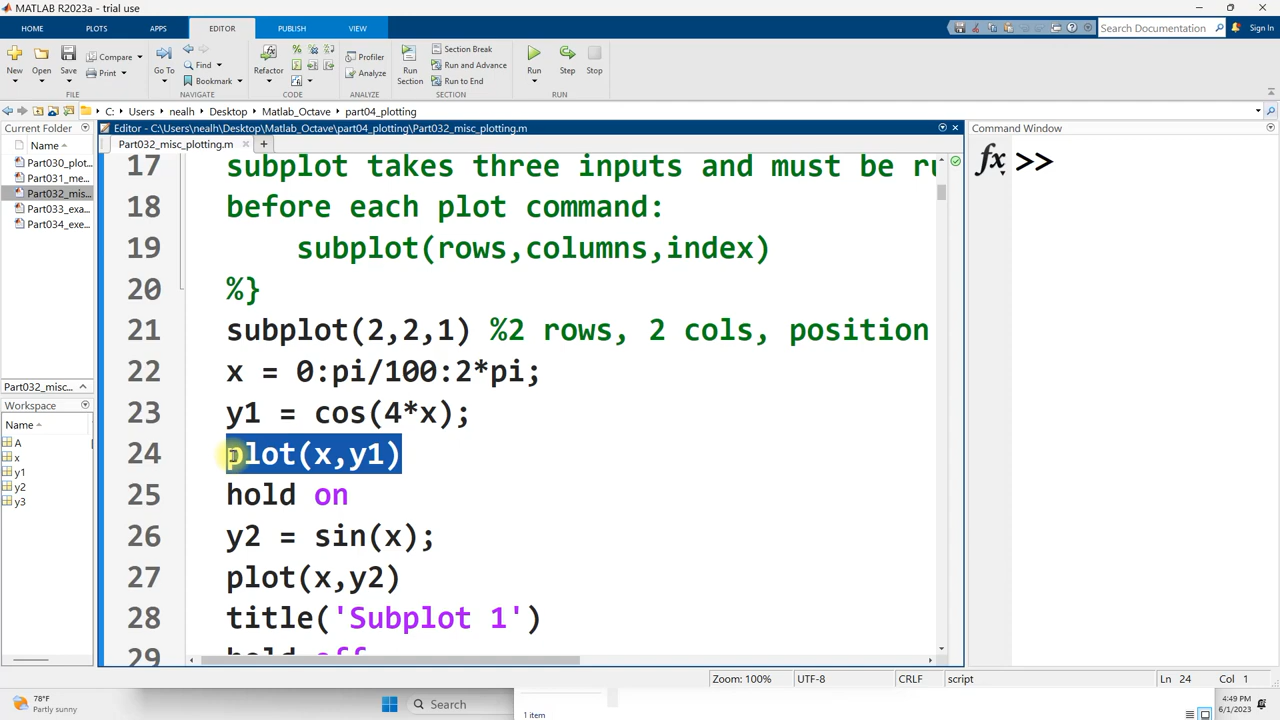 MATLAB R2023a - trial use
HOME PLOTS APPS EDITOR PUBLISH VIEW Search Documentation Sign In
New Open Save Compare Print Go To Find Bookmark Refactor Profiler Analyze Run Section Section Break Run and Advance Run to End Run Step Stop
FILE NAVIGATE CODE ANALYZE SECTION RUN
C: Users nealh Desktop Matlab_Octave part04_plotting
Current Folder
Name
Part030_plot...
Part031_me...
Part032_mis...
Part033_exa...
Part034_exe...
Part032_misc...
Workspace
Name
A
x
y1
y2
y3
Editor - C:\Users\nealh\Desktop\Matlab_Octave\part04_plotting\Part032_misc_plotting.m
Part032_misc_plotting.m
17 subplot takes three inputs and must be
18 before each plot command:
19 subplot(rows,columns,index)
20 %}
21 subplot(2,2,1) %2 rows, 2 cols, position
22 x = 0:pi/100:2*pi;
23 y1 = cos(4*x);
24 plot(x,y1)
25 hold on
26 y2 = sin(x);
27 plot(x,y2)
28 title('Subplot 1')
29 hold off
Command Window
fx >>
Zoom: 100% UTF-8 CRLF script Ln 24 Col 1
78°F
Partly sunny
Search
1 item
4:49 PM
6/1/2023